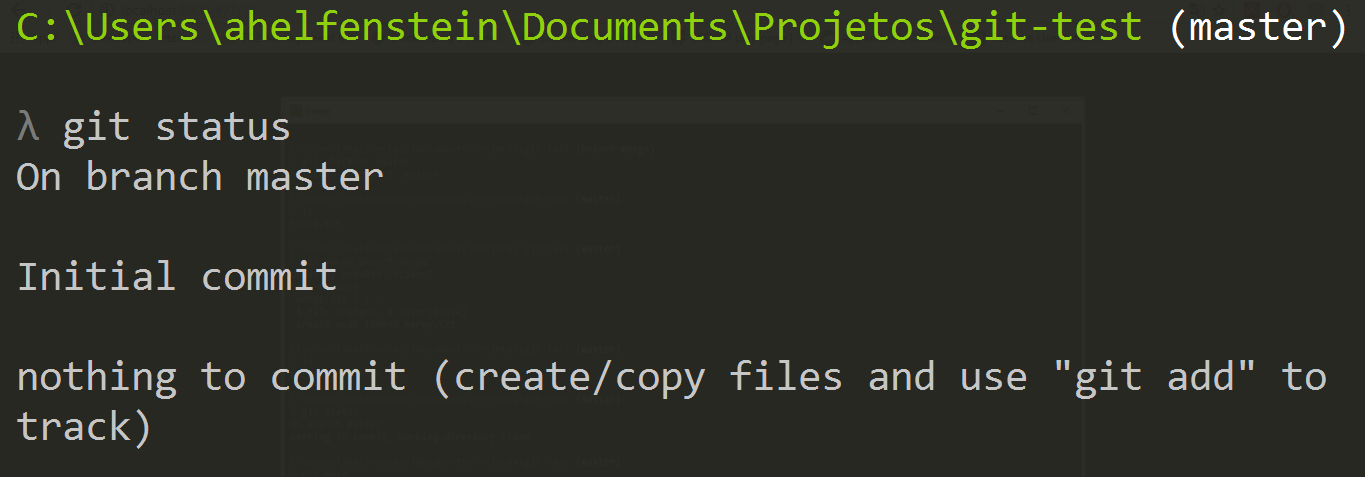 C:\Users\ahelfenstein\Documents\Projetos\git-test (master)
λ git status
On branch master
Initial commit
nothing to commit (create/copy files and use "git add" to
track)